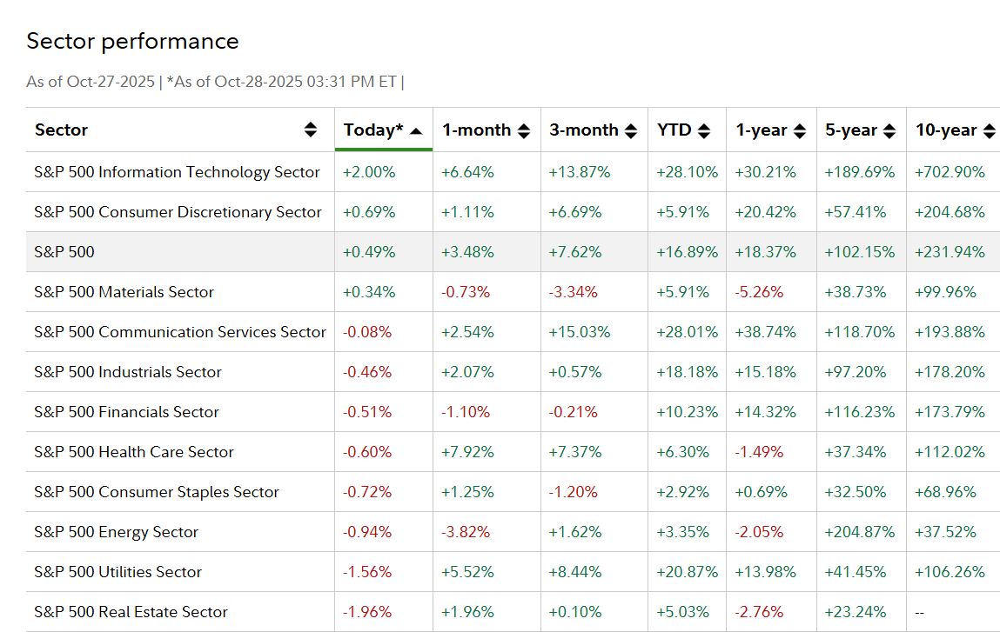 Sector performance
As of Oct-27-2025 | *As of Oct-28-2025 03:31 PM ET |
Sector Today* 1-month 3-month YTD 1-year 5-year 10-year
S&P 500 Information Technology Sector +2.00% +6.64% +13.87% +28.10% +30.21% +189.69% +702.90%
S&P 500 Consumer Discretionary Sector +0.69% +1.11% +6.69% +5.91% +20.42% +57.41% +204.68%
S&P 500 +0.49% +3.48% +7.62% +16.89% +18.37% +102.15% +231.94%
S&P 500 Materials Sector +0.34% -0.73% -3.34% +5.91% -5.26% +38.73% +99.96%
S&P 500 Communication Services Sector -0.08% +2.54% +15.03% +28.01% +38.74% +118.70% +193.88%
S&P 500 Industrials Sector -0.46% +2.07% +0.57% +18.18% +15.18% +97.20% +178.20%
S&P 500 Financials Sector -0.51% -1.10% -0.21% +10.23% +14.32% +116.23% +173.79%
S&P 500 Health Care Sector -0.60% +7.92% +7.37% +6.30% -1.49% +37.34% +112.02%
S&P 500 Consumer Staples Sector -0.72% +1.25% -1.20% +2.92% +0.69% +32.50% +68.96%
S&P 500 Energy Sector -0.94% -3.82% +1.62% +3.35% -2.05% +204.87% +37.52%
S&P 500 Utilities Sector -1.56% +5.52% +8.44% +20.87% +13.98% +41.45% +106.26%
S&P 500 Real Estate Sector -1.96% +1.96% +0.10% +5.03% -2.76% +23.24% --